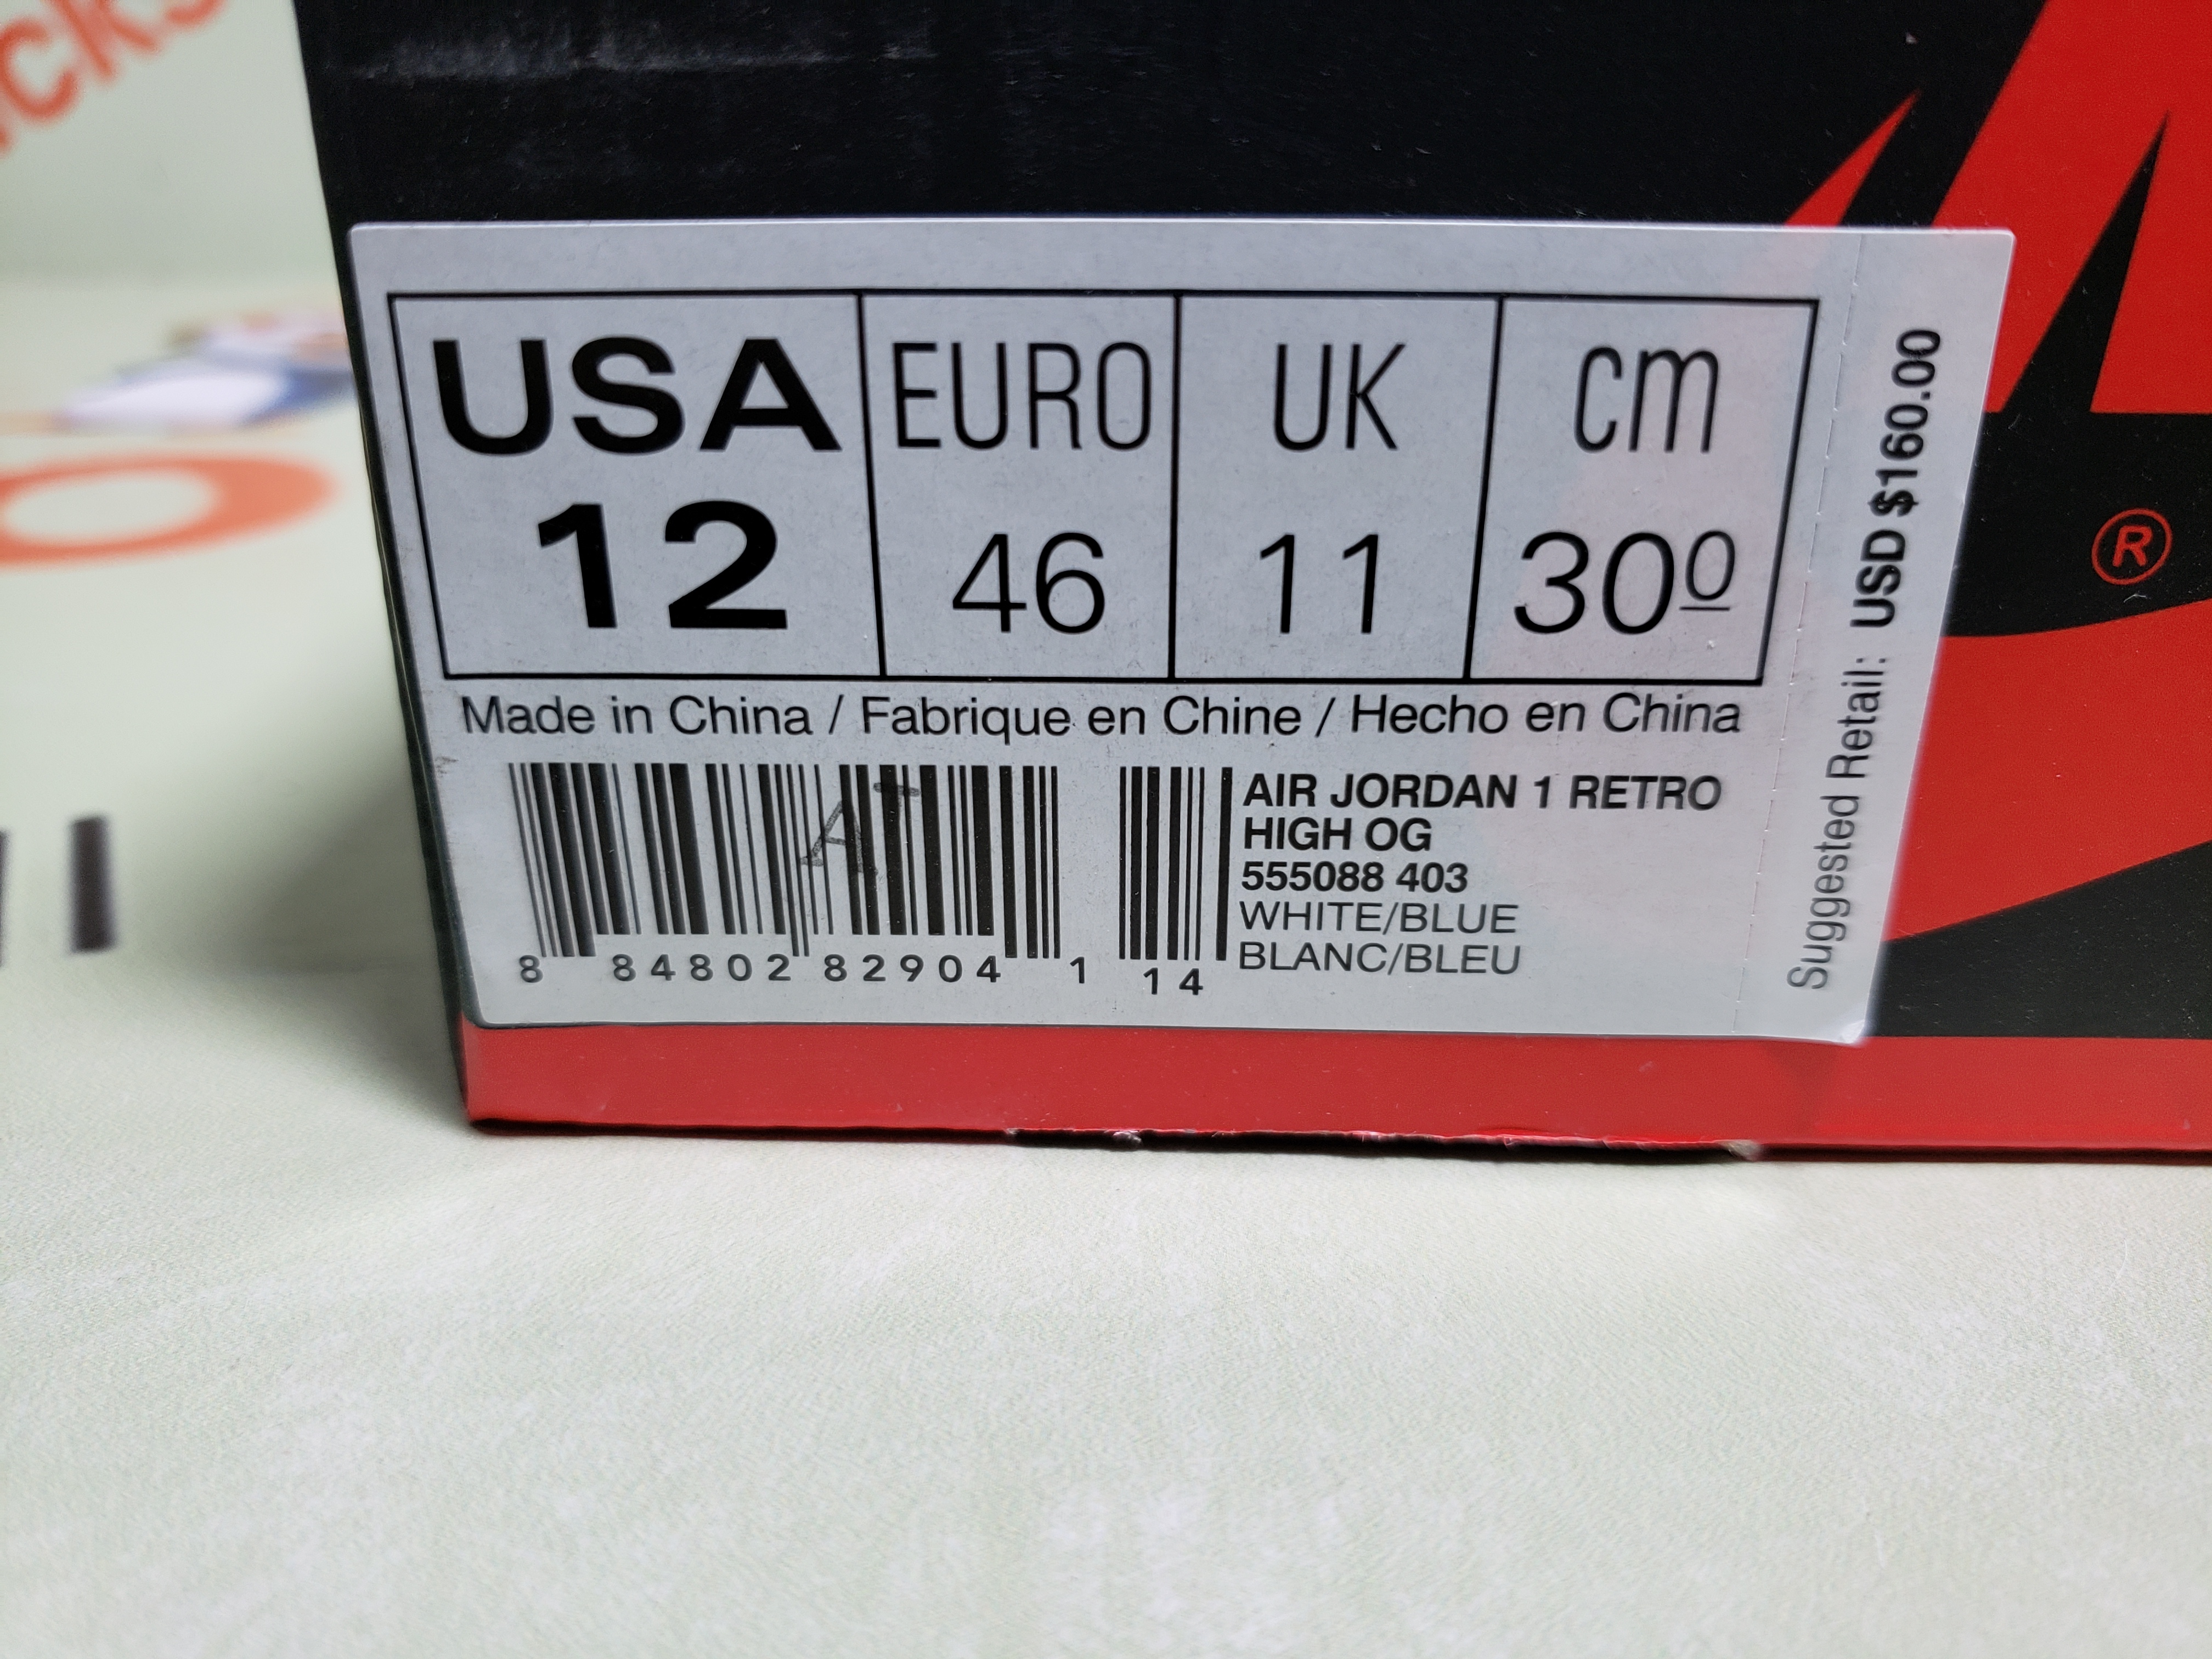 USA EURO UK cm
12 46 11 30º
Made in China / Fabrique en Chine / Hecho en China
AT
8 84802 82904 1 14
AIR JORDAN 1 RETRO
HIGH OG
555088 403
WHITE/BLUE
BLANC/BLEU
Suggested Retail: USD $160.00
®